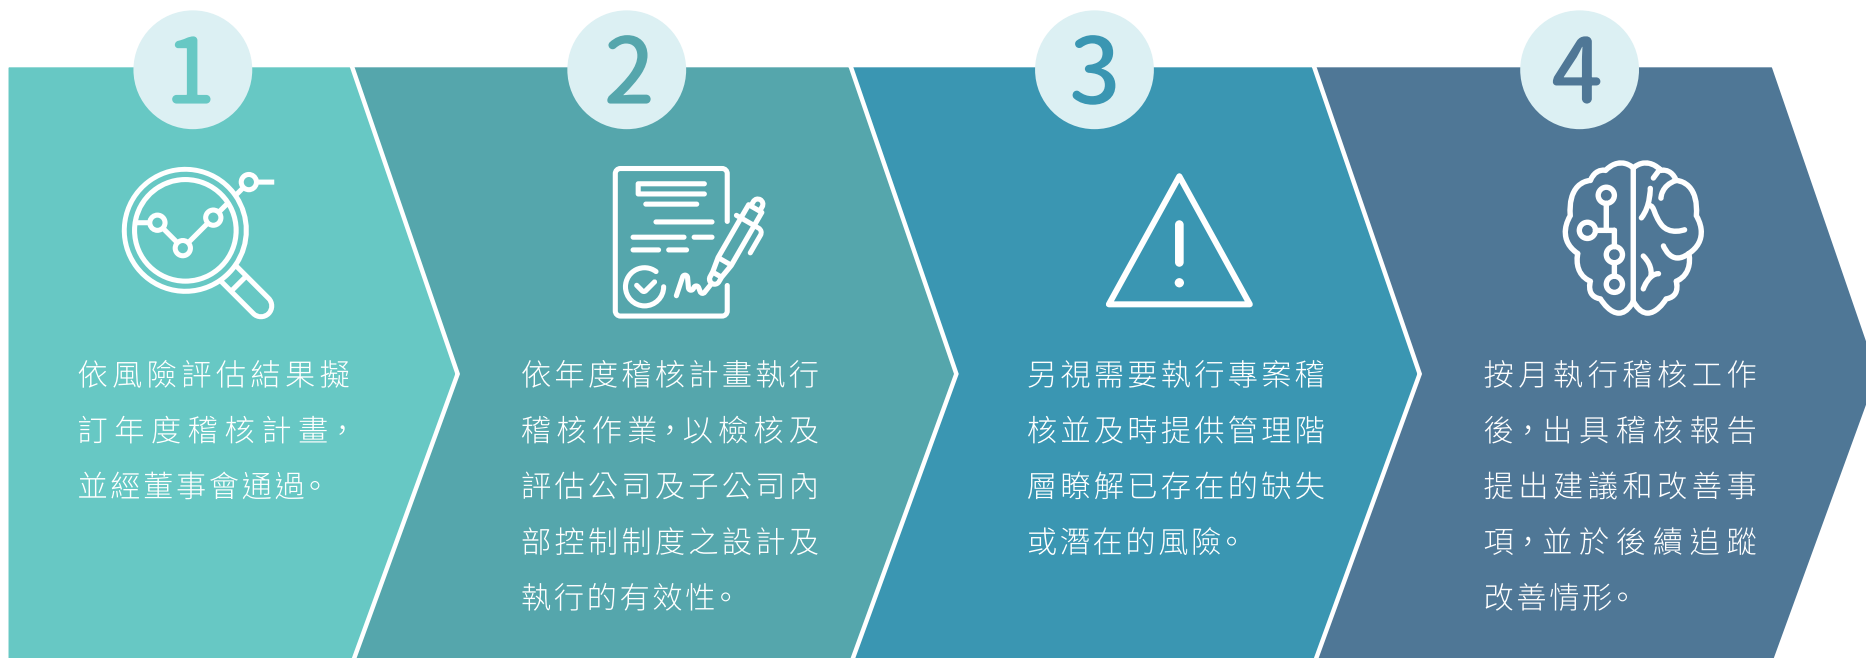 1
依風險評估結果擬
訂年度稽核計畫，
並經董事會通過。
2
依年度稽核計畫執行
稽核作業，以檢核及
評估公司及子公司內
部控制制度之設計及
執行的有效性。
3
另視需要執行專案稽
核並及時提供管理階
層瞭解已存在的缺失
或潛在的風險。
4
按月執行稽核工作
後，出具稽核報告
提出建議和改善事
項，並於後續追蹤
改善情形。